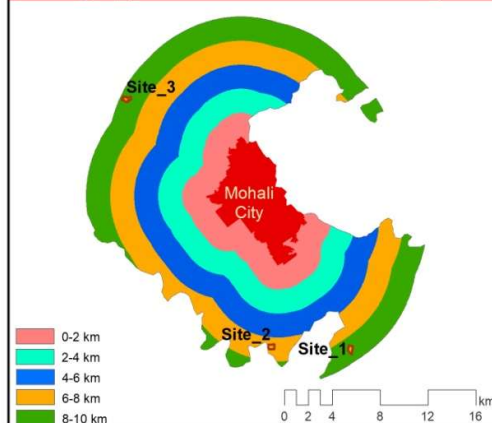 Site_3
Mohali
City
Site_2
Site_1
0-2 km
2-4 km
4-6 km
6-8 km
8-10 km
km
0 2 4 8 12 16